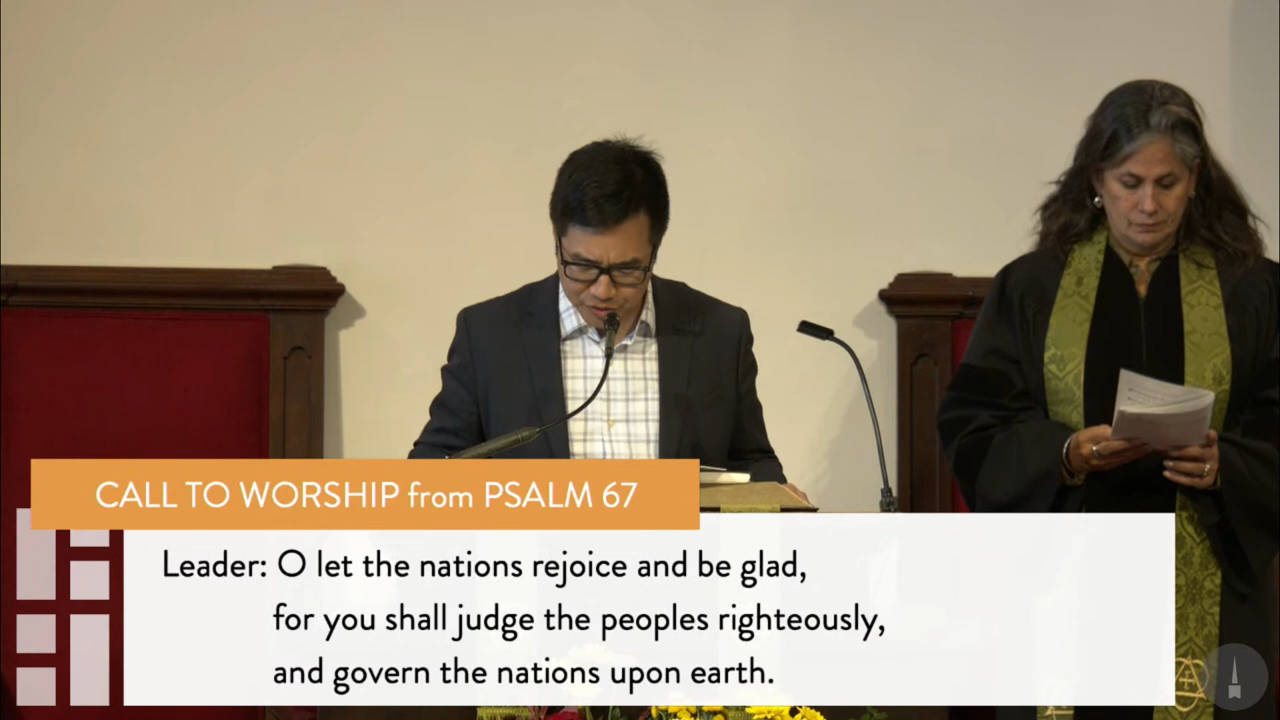 CALL TO WORSHIP from PSALM 67
Leader: O let the nations rejoice and be glad,
for you shall judge the peoples righteously,
and govern the nations upon earth.